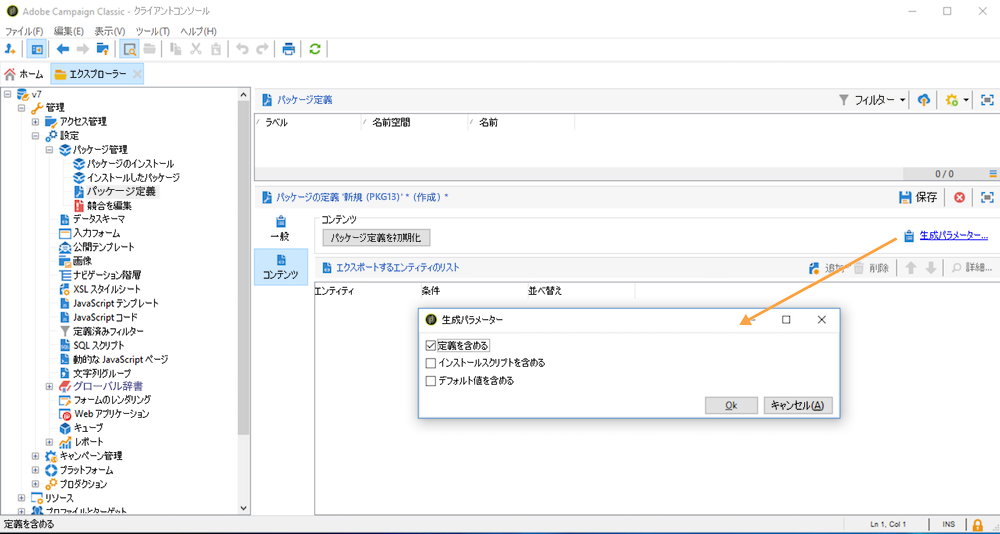 Adobe Campaign Classic - クライアントコンソール
ファイル(F) 編集(E) 表示(V) ツール(T) ヘルプ(H)
ホーム エクスプローラー
v7
管理
アクセス管理
設定
パッケージ管理
パッケージのインストール
インストールしたパッケージ
パッケージ定義
競合を編集
データスキーマ
入力フォーム
公開テンプレート
画像
ナビゲーション階層
XSL スタイルシート
JavaScript テンプレート
JavaScript コード
定義済みフィルター
SQL スクリプト
動的な JavaScript ページ
文字列グループ
グローバル辞書
フォームのレンダリング
Web アプリケーション
キューブ
レポート
キャンペーン管理
プラットフォーム
プロダクション
リソース
プロファイルとターゲット
パッケージ定義 フィルター
ラベル 名前空間 名前
0 / 0
パッケージの定義 '新規 (PKG13)' * (作成) * 保存
一般
コンテンツ
コンテンツ
パッケージ定義を初期化 生成パラメーター...
エクスポートするエンティティのリスト 追加 削除 詳細...
エンティティ 条件 並べ替え
生成パラメーター
定義を含める
インストールスクリプトを含める
デフォルト値を含める
Ok キャンセル(A)
定義を含める Ln 1, Col 1 INS